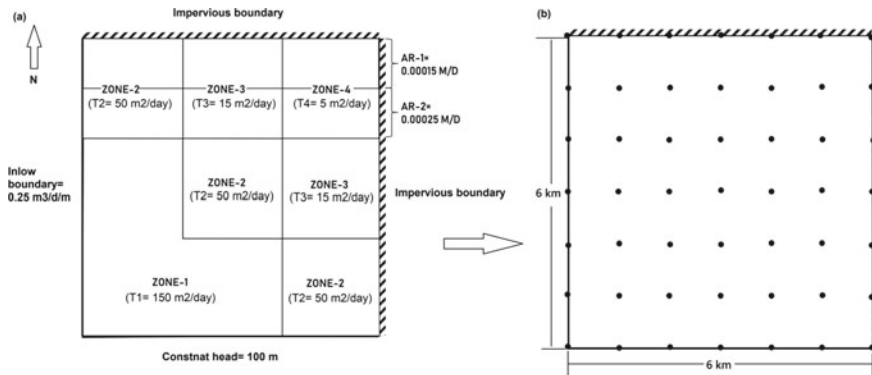 (a)
Impervious boundary
N
AR-1=
0.00015 M/D
ZONE-2
(T2= 50 m2/day)
ZONE-3
(T3= 15 m2/day)
ZONE-4
(T4= 5 m2/day)
AR-2=
0.00025 M/D
Inlow
boundary=
0.25 m3/d/m
ZONE-2
(T2= 50 m2/day)
ZONE-3
(T3= 15 m2/day)
Impervious boundary
ZONE-1
(T1= 150 m2/day)
ZONE-2
(T2= 50 m2/day)
Constnat head= 100 m
(b)
6 km
6 km